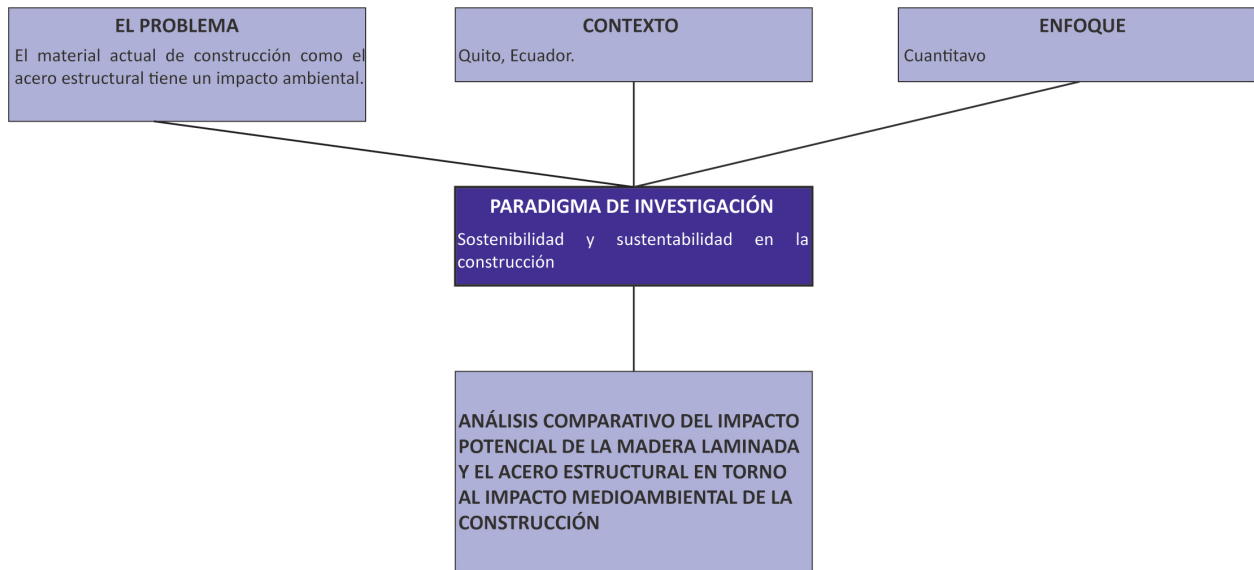 EL PROBLEMA
El material actual de construcción como el
acero estructural tiene un impacto ambiental.
CONTEXTO
Quito, Ecuador.
ENFOQUE
Cuantitavo
PARADIGMA DE INVESTIGACIÓN
Sostenibilidad y sustentabilidad en la
construcción
ANÁLISIS COMPARATIVO DEL IMPACTO
POTENCIAL DE LA MADERA LAMINADA
Y EL ACERO ESTRUCTURAL EN TORNO
AL IMPACTO MEDIOAMBIENTAL DE LA
CONSTRUCCIÓN